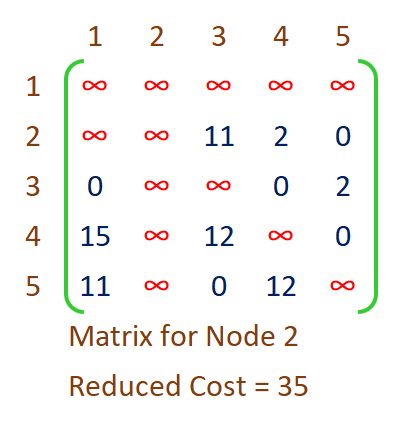 1 2 3 4 5
1 ∞ ∞ ∞ ∞ ∞
2 ∞ ∞ 11 2 0
3 0 ∞ ∞ 0 2
4 15 ∞ 12 ∞ 0
5 11 ∞ 0 12 ∞
Matrix for Node 2
Reduced Cost = 35